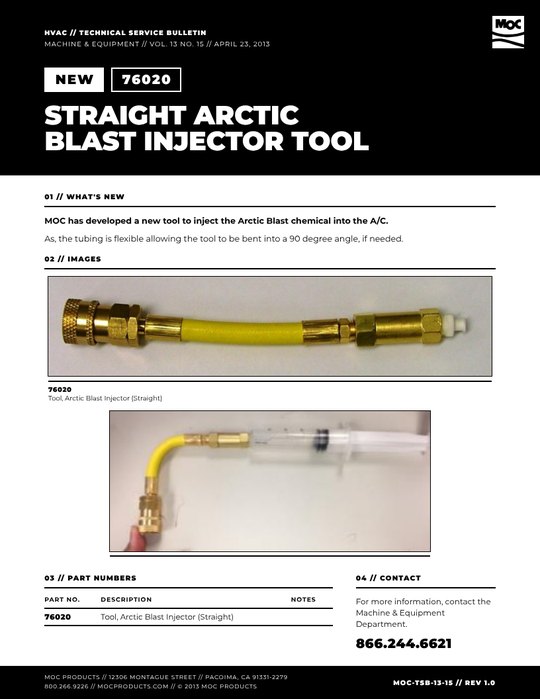 HVAC // TECHNICAL SERVICE BULLETIN
MACHINE & EQUIPMENT // VOL. 13 NO. 15 // APRIL 23, 2013
MOC
NEW 76020
STRAIGHT ARCTIC
BLAST INJECTOR TOOL
01 // WHAT'S NEW
MOC has developed a new tool to inject the Arctic Blast chemical into the A/C.
As, the tubing is flexible allowing the tool to be bent into a 90 degree angle, if needed.
02 // IMAGES
76020
Tool, Arctic Blast Injector (Straight)
03 // PART NUMBERS
PART NO. DESCRIPTION NOTES
76020 Tool, Arctic Blast Injector (Straight)
04 // CONTACT
For more information, contact the
Machine & Equipment
Department.
866.244.6621
MOC PRODUCTS // 12306 MONTAGUE STREET // PACOIMA, CA 91331-2279
800.266.9226 // MOCPRODUCTS.COM // © 2013 MOC PRODUCTS
MOC-TSB-13-15 // REV 1.0